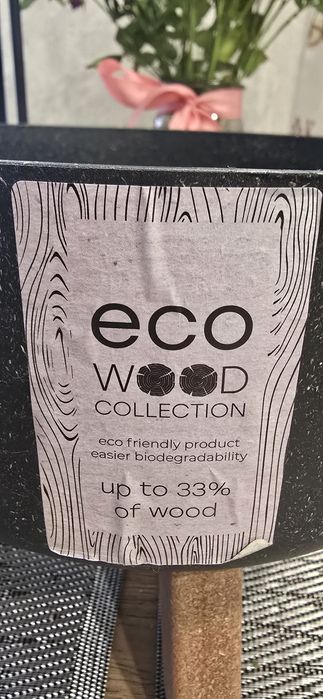 eco
WOOD
COLLECTION
eco friendly product
easier biodegradability
up to 33%
of wood